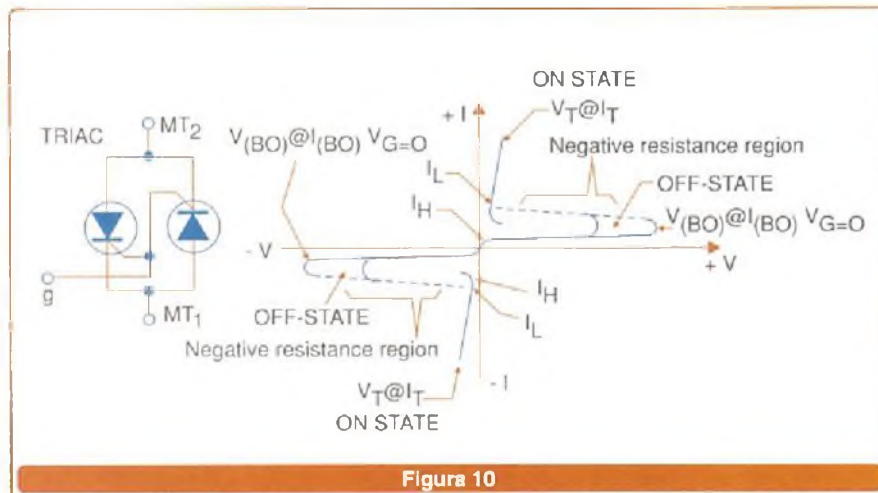 ON STATE
+ I
VT@IT
TRIAC
MT2
V(BO)@I(BO) VG=O
Negative resistance region
IL
OFF-STATE
IH
V(BO)@I(BO) VG=O
- V
+ V
g
MT1
IH
OFF-STATE
IL
Negative resistance region
VT@IT
- I
ON STATE
Figura 10